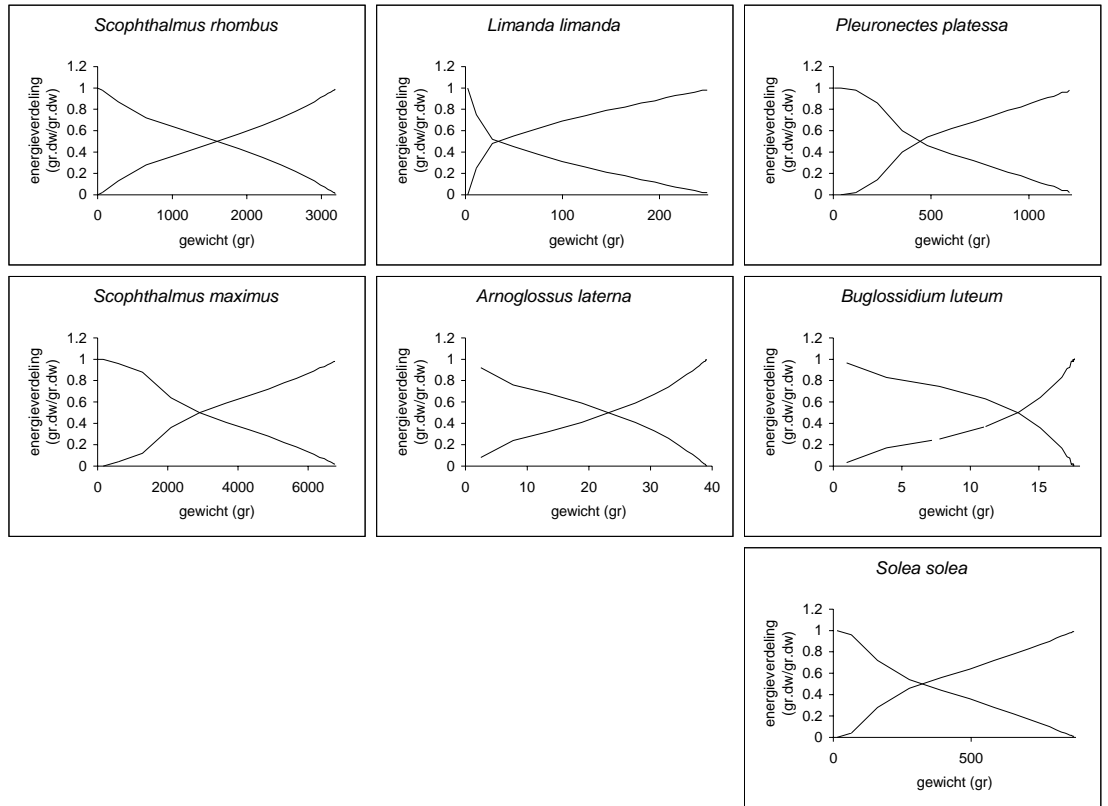 Scophthalmus rhombus
energieverdeling
(gr.dw/gr.dw)
1.2
1
0.8
0.6
0.4
0.2
0
0 1000 2000 3000
gewicht (gr)
Limanda limanda
energieverdeling
(gr.dw/gr.dw)
1.2
1
0.8
0.6
0.4
0.2
0
0 100 200
gewicht (gr)
Pleuronectes platessa
energieverdeling
(gr.dw/gr.dw)
1.2
1
0.8
0.6
0.4
0.2
0
0 500 1000
gewicht (gr)
Scophthalmus maximus
energieverdeling
(gr.dw/gr.dw)
1.2
1
0.8
0.6
0.4
0.2
0
0 2000 4000 6000
gewicht (gr)
Arnoglossus laterna
energieverdeling
(gr.dw/gr.dw)
1.2
1
0.8
0.6
0.4
0.2
0
0 10 20 30 40
gewicht (gr)
Buglossidium luteum
energieverdeling
(gr.dw/gr.dw)
1.2
1
0.8
0.6
0.4
0.2
0
0 5 10 15
gewicht (gr)
Solea solea
energieverdeling
(gr.dw/gr.dw)
1.2
1
0.8
0.6
0.4
0.2
0
0 500
gewicht (gr)